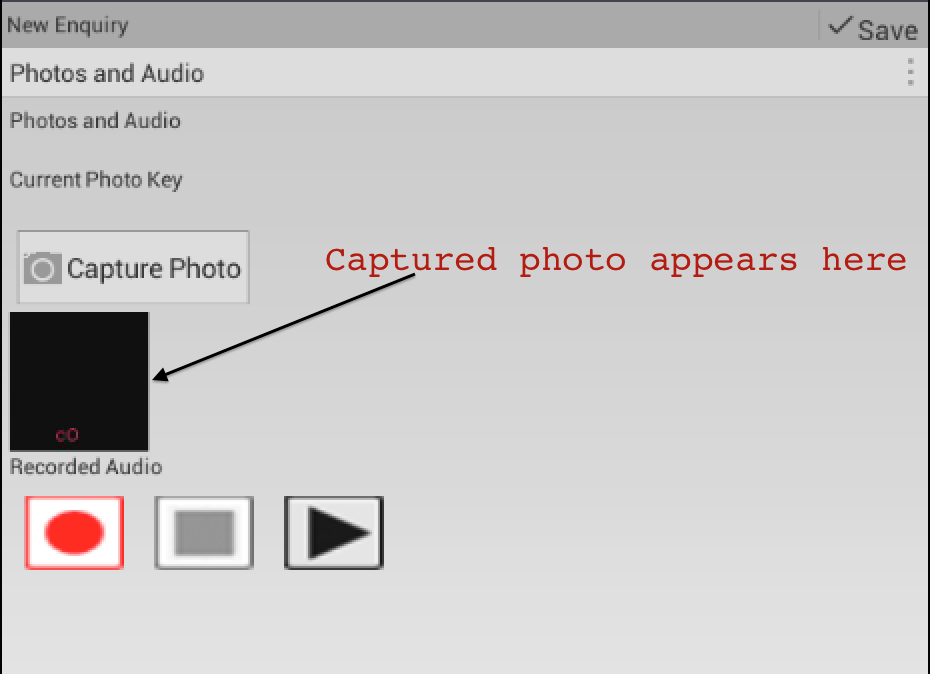 New Enquiry
Save
Photos and Audio
Photos and Audio
Current Photo Key
Capture Photo
Captured photo appears here
Recorded Audio